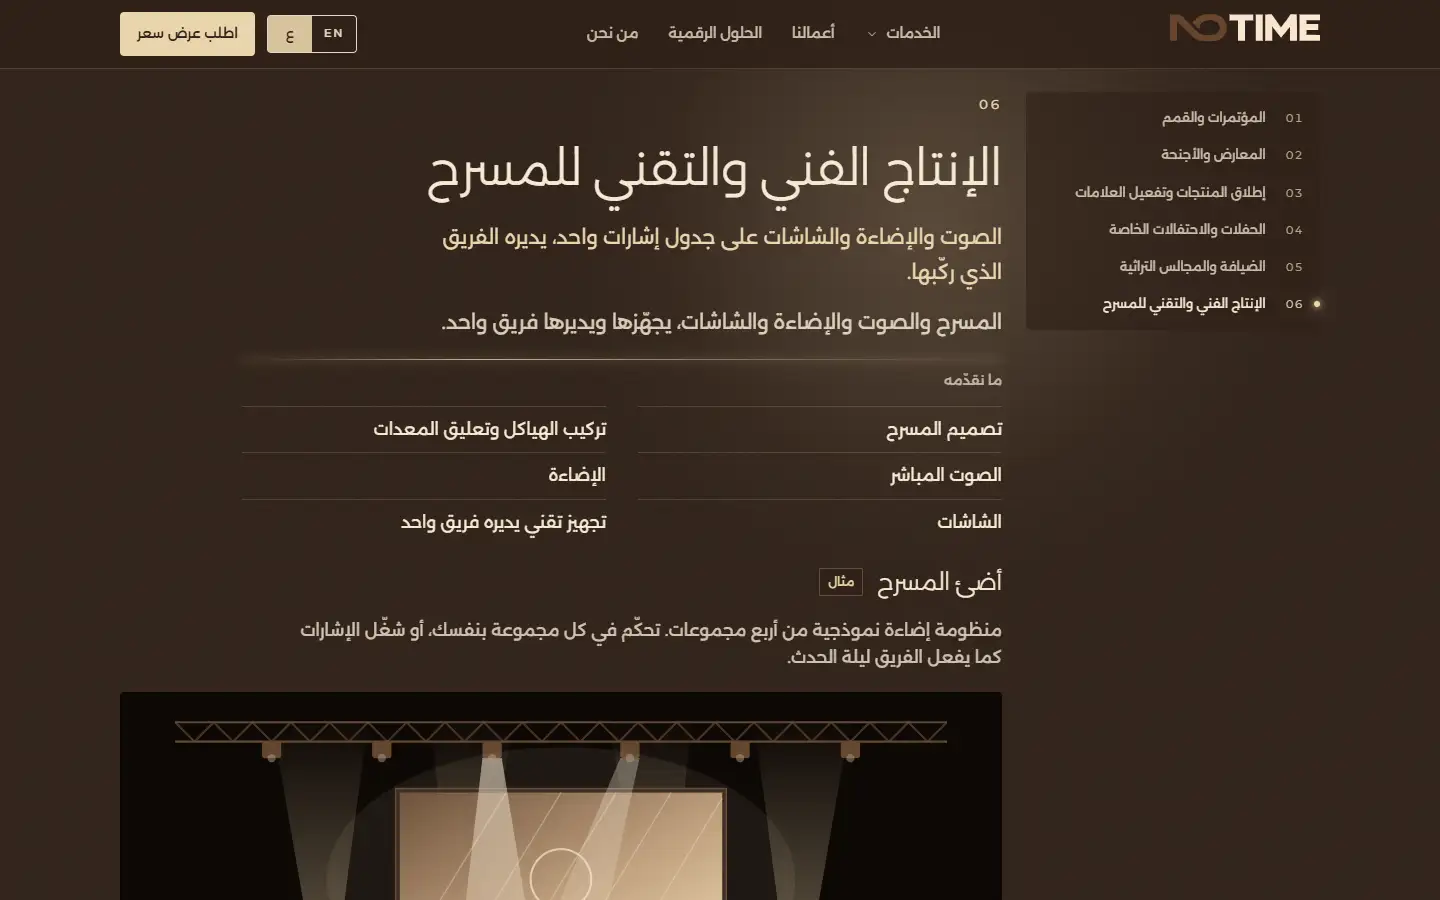 NOTIME
الخدمات
أعمالنا
الحلول الرقمية
من نحن
EN
ع
اطلب عرض سعر
01 المؤتمرات والقمم
02 المعارض والأجنحة
03 إطلاق المنتجات وتفعيل العلامات
04 الحفلات والاحتفالات الخاصة
05 الضيافة والمجالس التراثية
06 الإنتاج الفني والتقني للمسرح
06
الإنتاج الفني والتقني للمسرح
الصوت والإضاءة والشاشات على جدول إشارات واحد، يديره الفريق
الذي ركّبها.
المسرح والصوت والإضاءة والشاشات، يجهّزها ويديرها فريق واحد.
ما نقدّمه
تصميم المسرح
تركيب الهياكل وتعليق المعدات
الصوت المباشر
الإضاءة
الشاشات
تجهيز تقني يديره فريق واحد
أضئ المسرح
مثال
منظومة إضاءة نموذجية من أربع مجموعات. تحكّم في كل مجموعة بنفسك، أو شغّل الإشارات
كما يفعل الفريق ليلة الحدث.